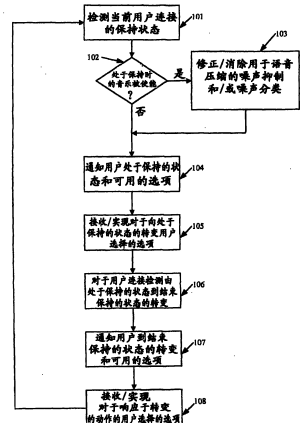 检测当前用户连接
的保持状态
101
102
处于保持时
的音乐被使能
?
是
否
103
修正/消除用于语音
压缩的噪声抑制
和/或噪声分类
104
通知用户处于保持的状
态和可用的选项
105
接收/实现对于向处于
保持的状态的转变用户
选择的选项
106
对于用户连接检测由
处于保持的状态到结束
保持的状态的转变
107
通知用户到结束
保持的状态的转变
和可用的选项
108
接收/实现
对于响应于转变
的动作的用户选择的选项